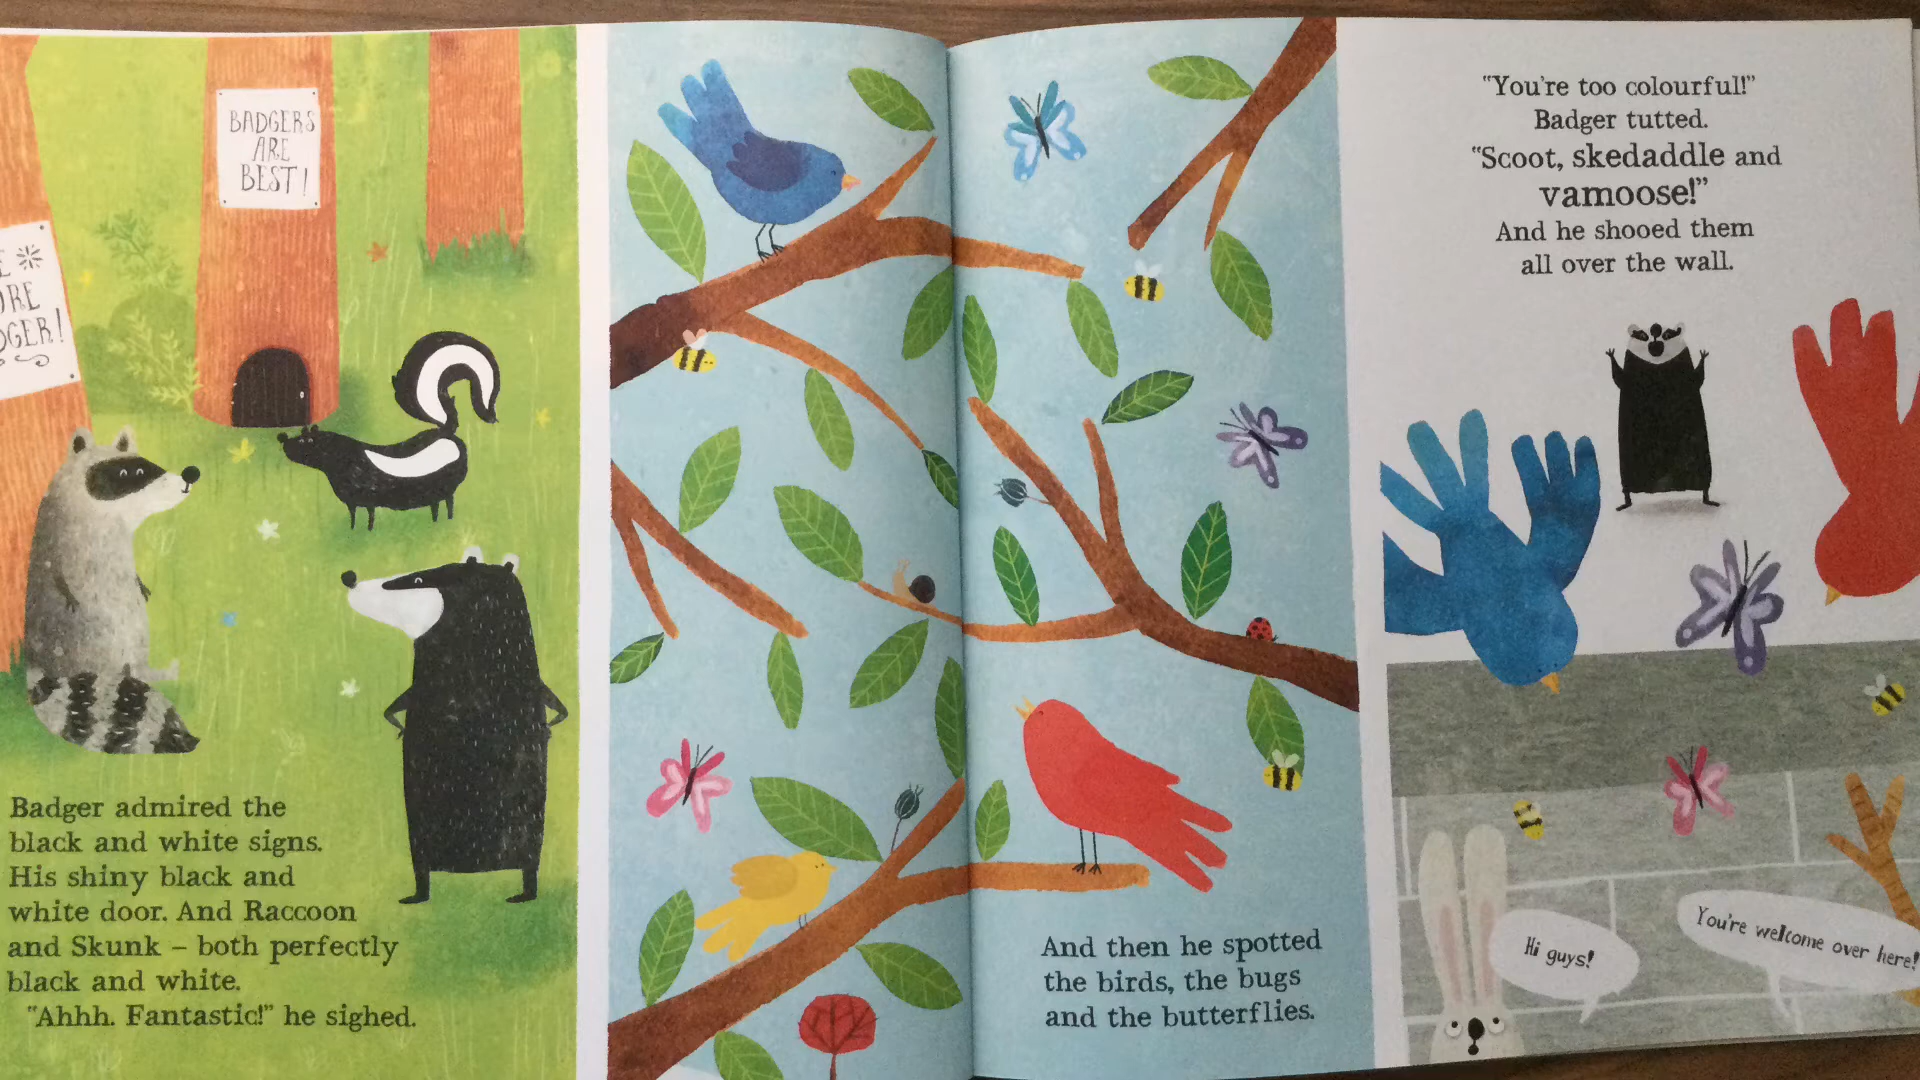 BADGERS
ARE
BEST!
Badger admired the
black and white signs.
His shiny black and
white door. And Raccoon
and Skunk – both perfectly
black and white.
"Ahhh. Fantastic!" he sighed.
And then he spotted
the birds, the bugs
and the butterflies.
"You're too colourful!"
Badger tutted.
"Scoot, skedaddle and
vamoose!"
And he shooed them
all over the wall.
Hi guys!
You're welcome over here!